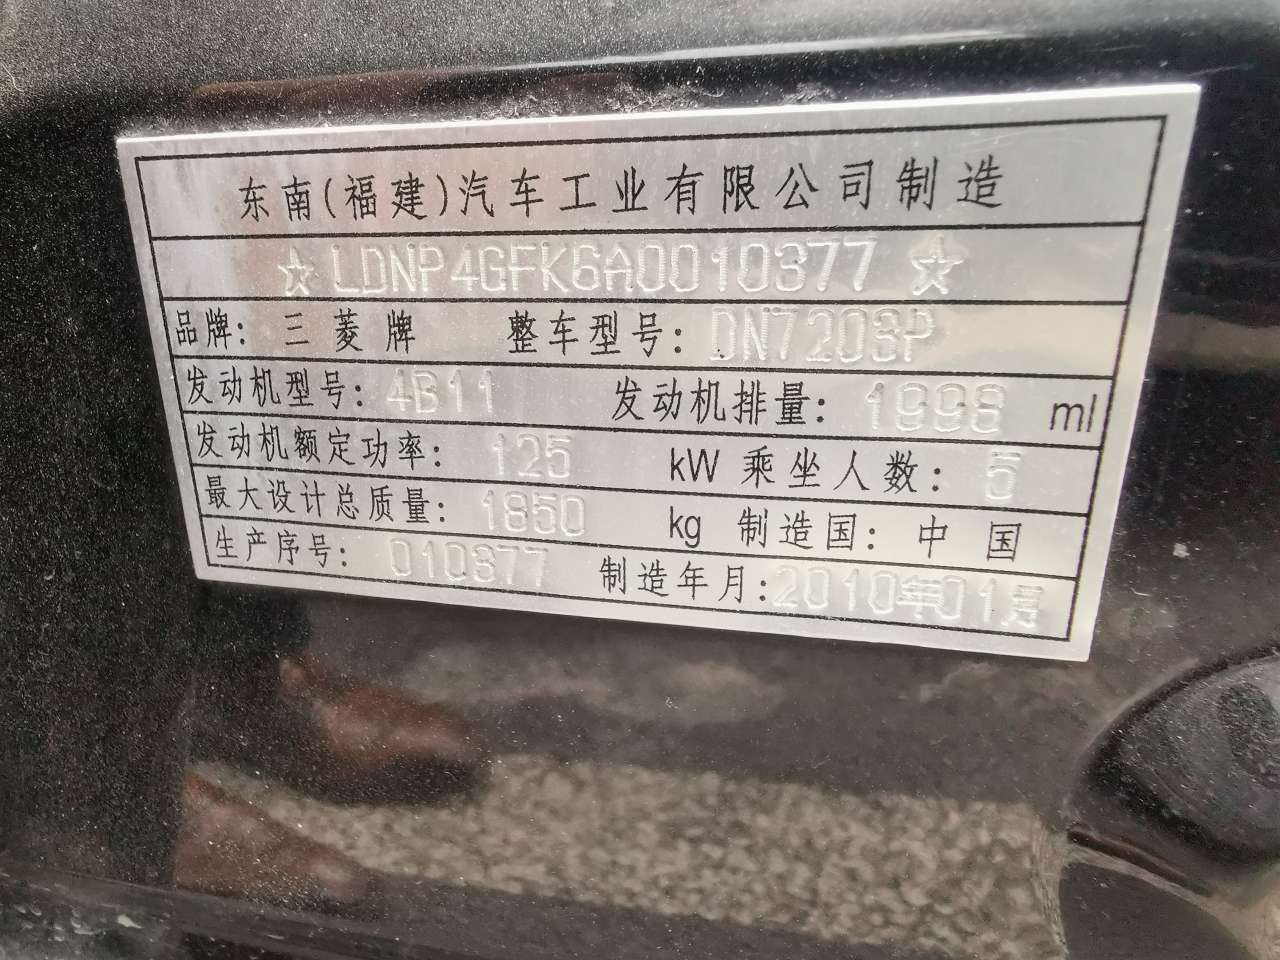 东南(福建)汽车工业有限公司制造
☆LDNP4GFK6A0010377☆
品牌: 三菱牌 整车型号: DN7203P
发动机型号: 4B11 发动机排量: 1998 ml
发动机额定功率: 125 kW 乘坐人数: 5
最大设计总质量: 1850 kg 制造国: 中国
生产序号: 010377 制造年月: 2010年01月